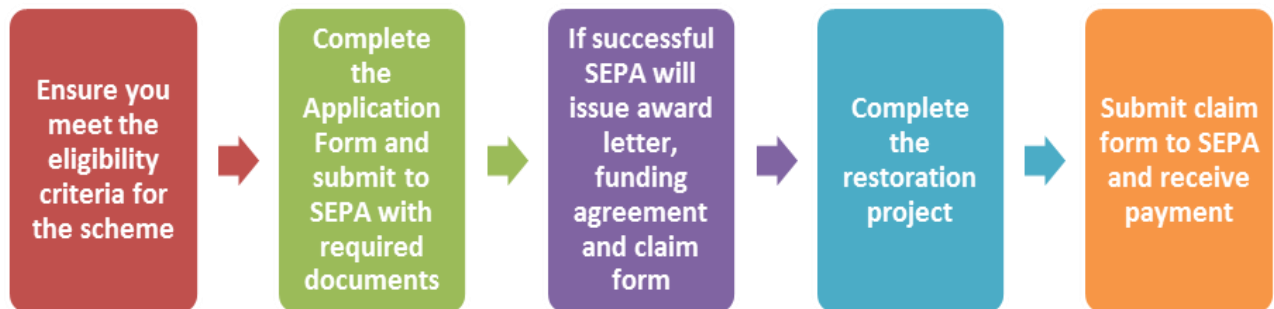 Ensure you
meet the
eligibility
criteria for
the scheme
Complete
the
Application
Form and
submit to
SEPA with
required
documents
If successful
SEPA will
issue award
letter,
funding
agreement
and claim
form
Complete
the
restoration
project
Submit claim
form to SEPA
and receive
payment